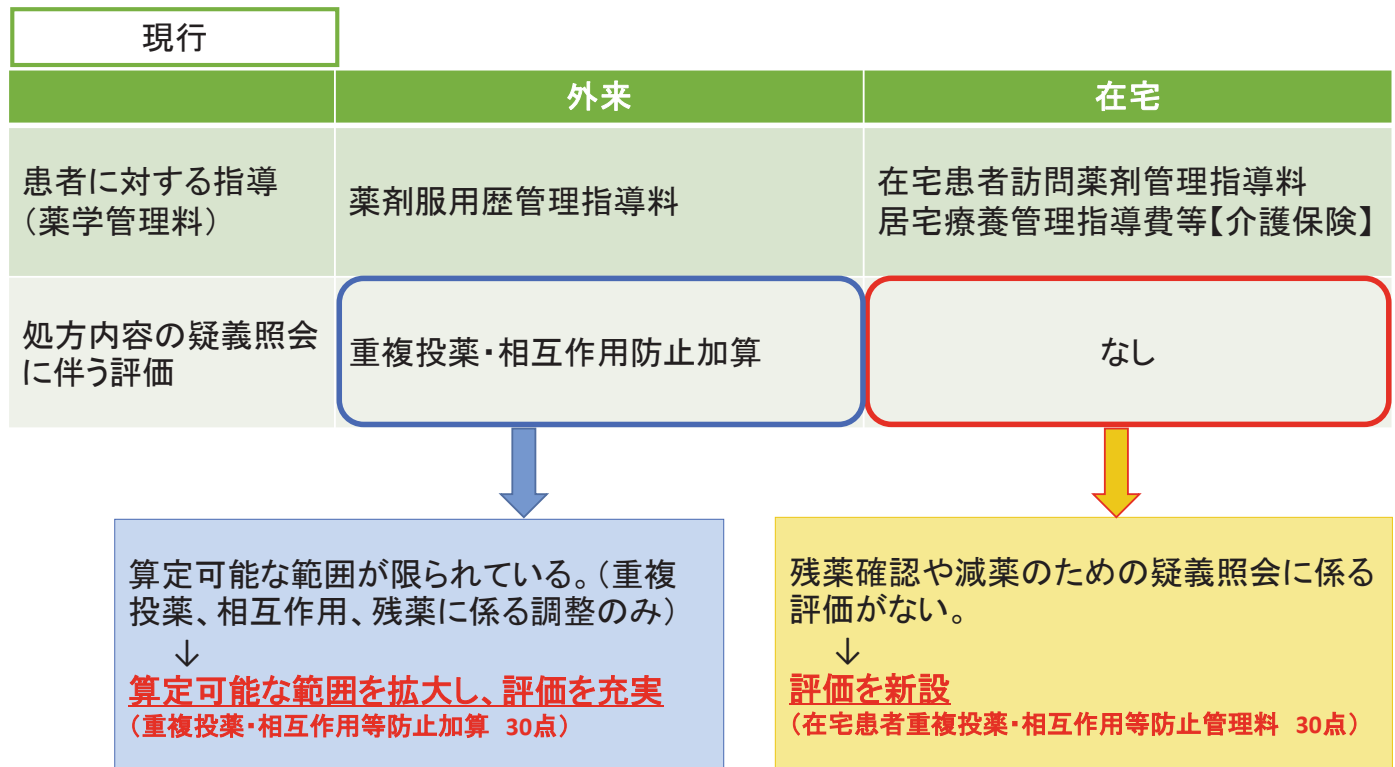 現行
外来
在宅
患者に対する指導
（薬学管理料）
薬剤服用歴管理指導料
在宅患者訪問薬剤管理指導料
居宅療養管理指導費等【介護保険】
処方内容の疑義照会
に伴う評価
重複投薬・相互作用防止加算
なし
算定可能な範囲が限られている。（重複
投薬、相互作用、残薬に係る調整のみ）
↓
算定可能な範囲を拡大し、評価を充実
（重複投薬・相互作用等防止加算 30点）
残薬確認や減薬のための疑義照会に係る
評価がない。
↓
評価を新設
（在宅患者重複投薬・相互作用等防止管理料 30点）